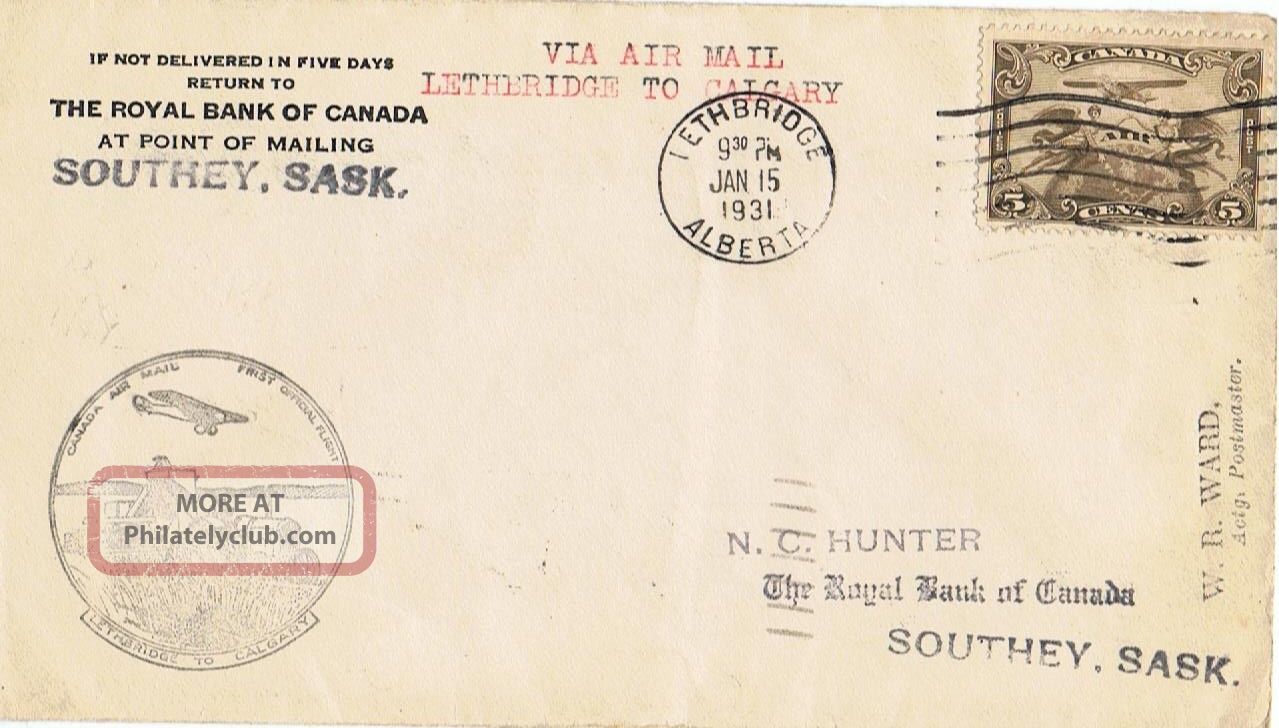 IF NOT DELIVERED IN FIVE DAYS
RETURN TO
THE ROYAL BANK OF CANADA
AT POINT OF MAILING
SOUTHEY, SASK.
VIA AIR MAIL
LETHBRIDGE TO CALGARY
LETHBRIDGE
9 30 PM
JAN 15
1931
ALBERTA
CANADA
AIR
5 CENTS 5
CANADA AIR MAIL FIRST OFFICIAL FLIGHT
MORE AT
Philatelyclub.com
LETHBRIDGE TO CALGARY
N. C. HUNTER
The Royal Bank of Canada
SOUTHEY, SASK.
W. R. WARD,
Actg. Postmaster.